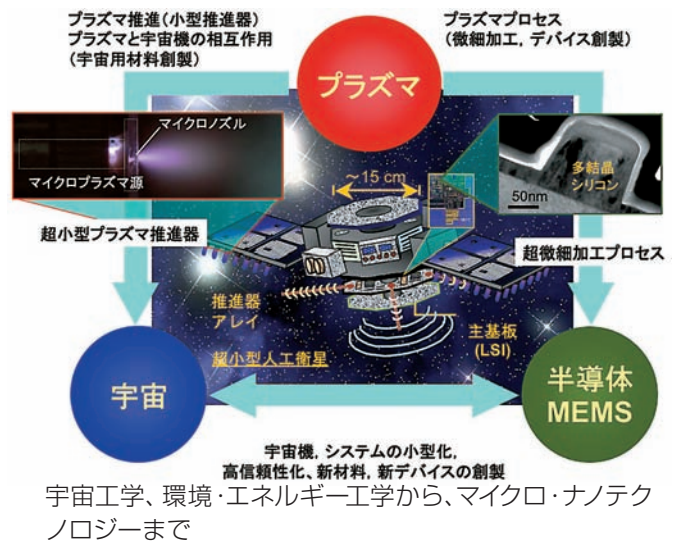 プラズマ推進(小型推進器)
プラズマと宇宙機の相互作用
(宇宙用材料創製)
プラズマプロセス
(微細加工, デバイス創製)
プラズマ
マイクロノズル
マイクロプラズマ源
〜15 cm
多結晶
シリコン
50nm
超小型プラズマ推進器
超微細加工プロセス
推進器
アレイ
主基板
(LSI)
超小型人工衛星
宇宙
半導体
MEMS
宇宙機, システムの小型化,
高信頼性化、新材料, 新デバイスの創製
宇宙工学、環境・エネルギー工学から、マイクロ・ナノテク
ノロジーまで